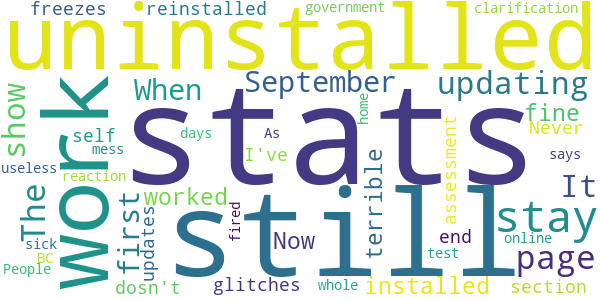 freezes reinstalled government clarification
uninstalled
show When September updating
work stats fine
self days home As Never
useless mess I've assessment says
reaction It
The first worked still stay
updates terrible
sick fired Now end online page
BC test
People
dosn't glitches whole installed section